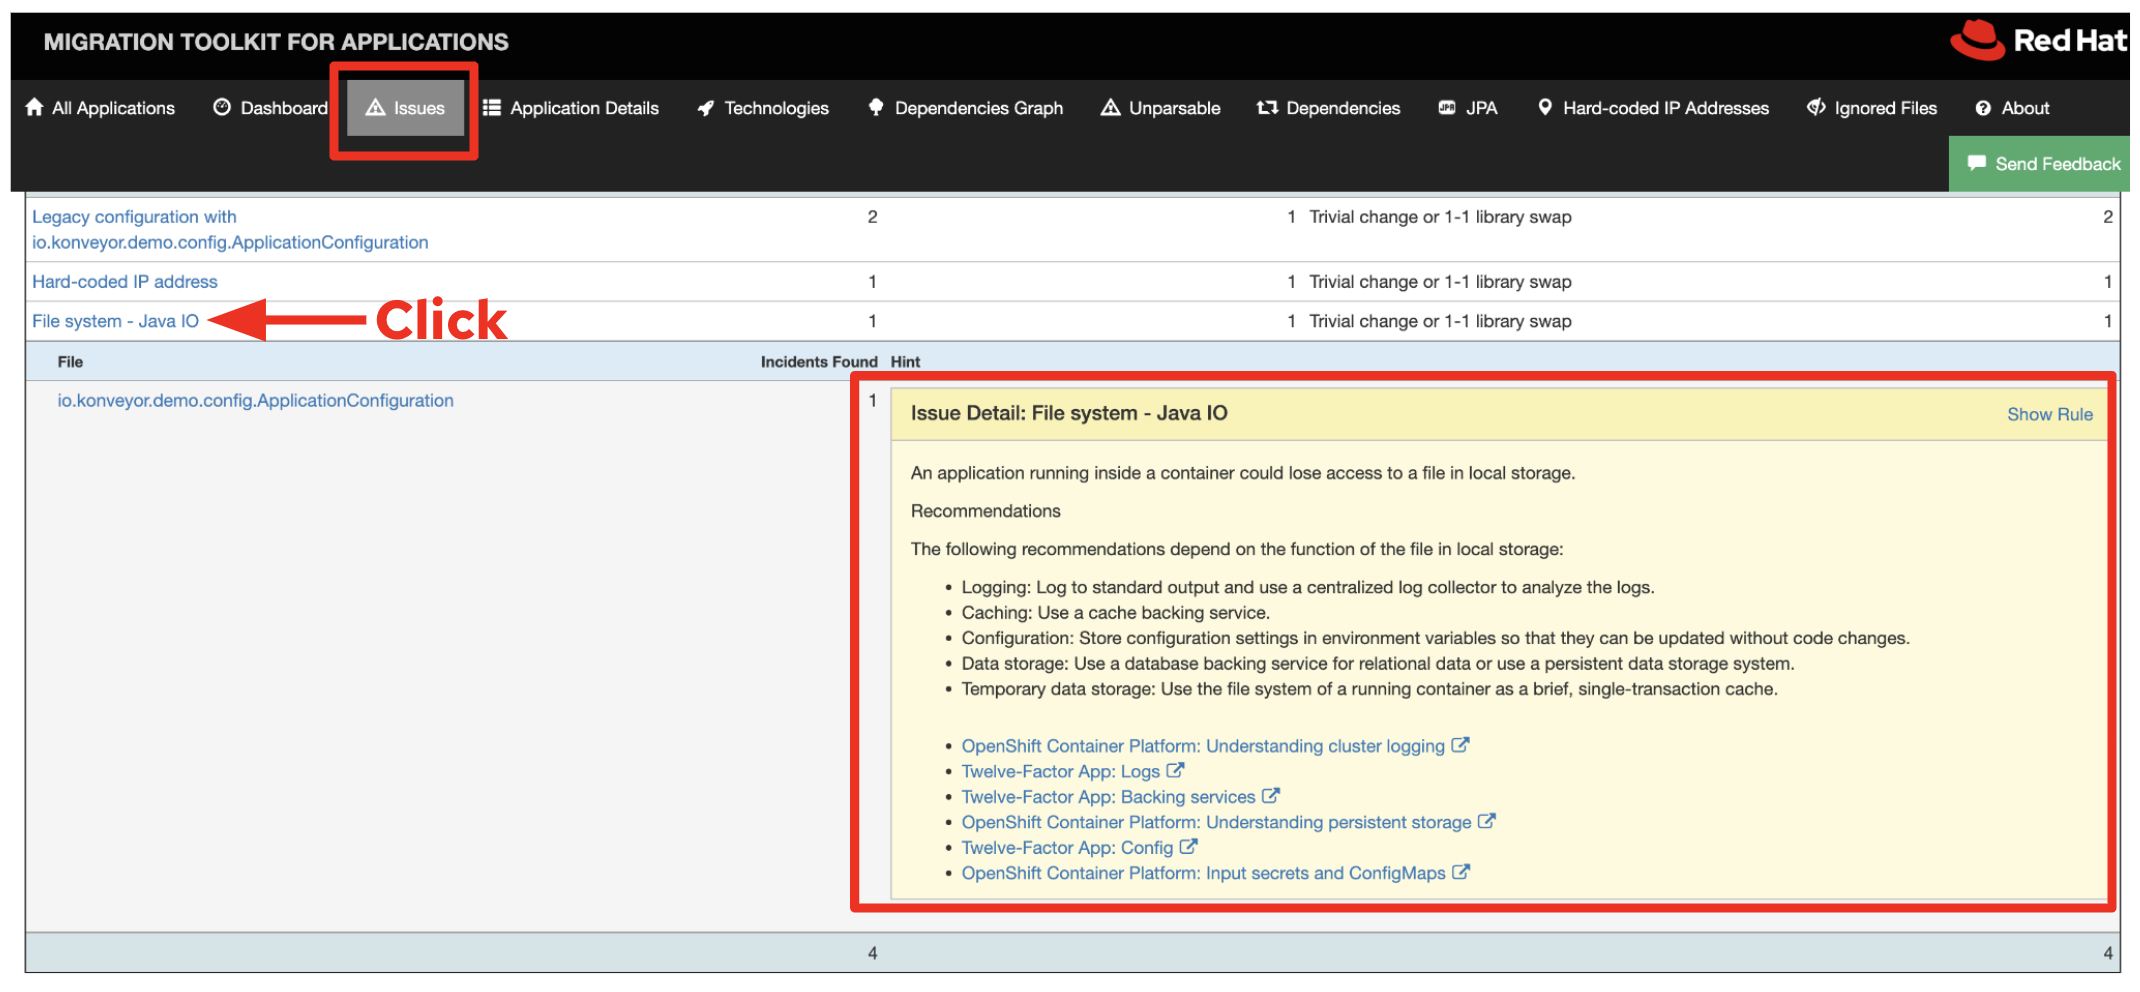 MIGRATION TOOLKIT FOR APPLICATIONS
Red Hat
All Applications Dashboard Issues Application Details Technologies Dependencies Graph Unparsable Dependencies JPA JPA Hard-coded IP Addresses Ignored Files About
Send Feedback
Legacy configuration with 2 1 Trivial change or 1-1 library swap 2
io.konveyor.demo.config.ApplicationConfiguration
Hard-coded IP address 1 1 Trivial change or 1-1 library swap 1
File system - Java IO Click 1 1 Trivial change or 1-1 library swap 1
File Incidents Found Hint
io.konveyor.demo.config.ApplicationConfiguration 1
Issue Detail: File system - Java IO Show Rule
An application running inside a container could lose access to a file in local storage.
Recommendations
The following recommendations depend on the function of the file in local storage:
• Logging: Log to standard output and use a centralized log collector to analyze the logs.
• Caching: Use a cache backing service.
• Configuration: Store configuration settings in environment variables so that they can be updated without code changes.
• Data storage: Use a database backing service for relational data or use a persistent data storage system.
• Temporary data storage: Use the file system of a running container as a brief, single-transaction cache.
• OpenShift Container Platform: Understanding cluster logging
• Twelve-Factor App: Logs
• Twelve-Factor App: Backing services
• OpenShift Container Platform: Understanding persistent storage
• Twelve-Factor App: Config
• OpenShift Container Platform: Input secrets and ConfigMaps
4 4